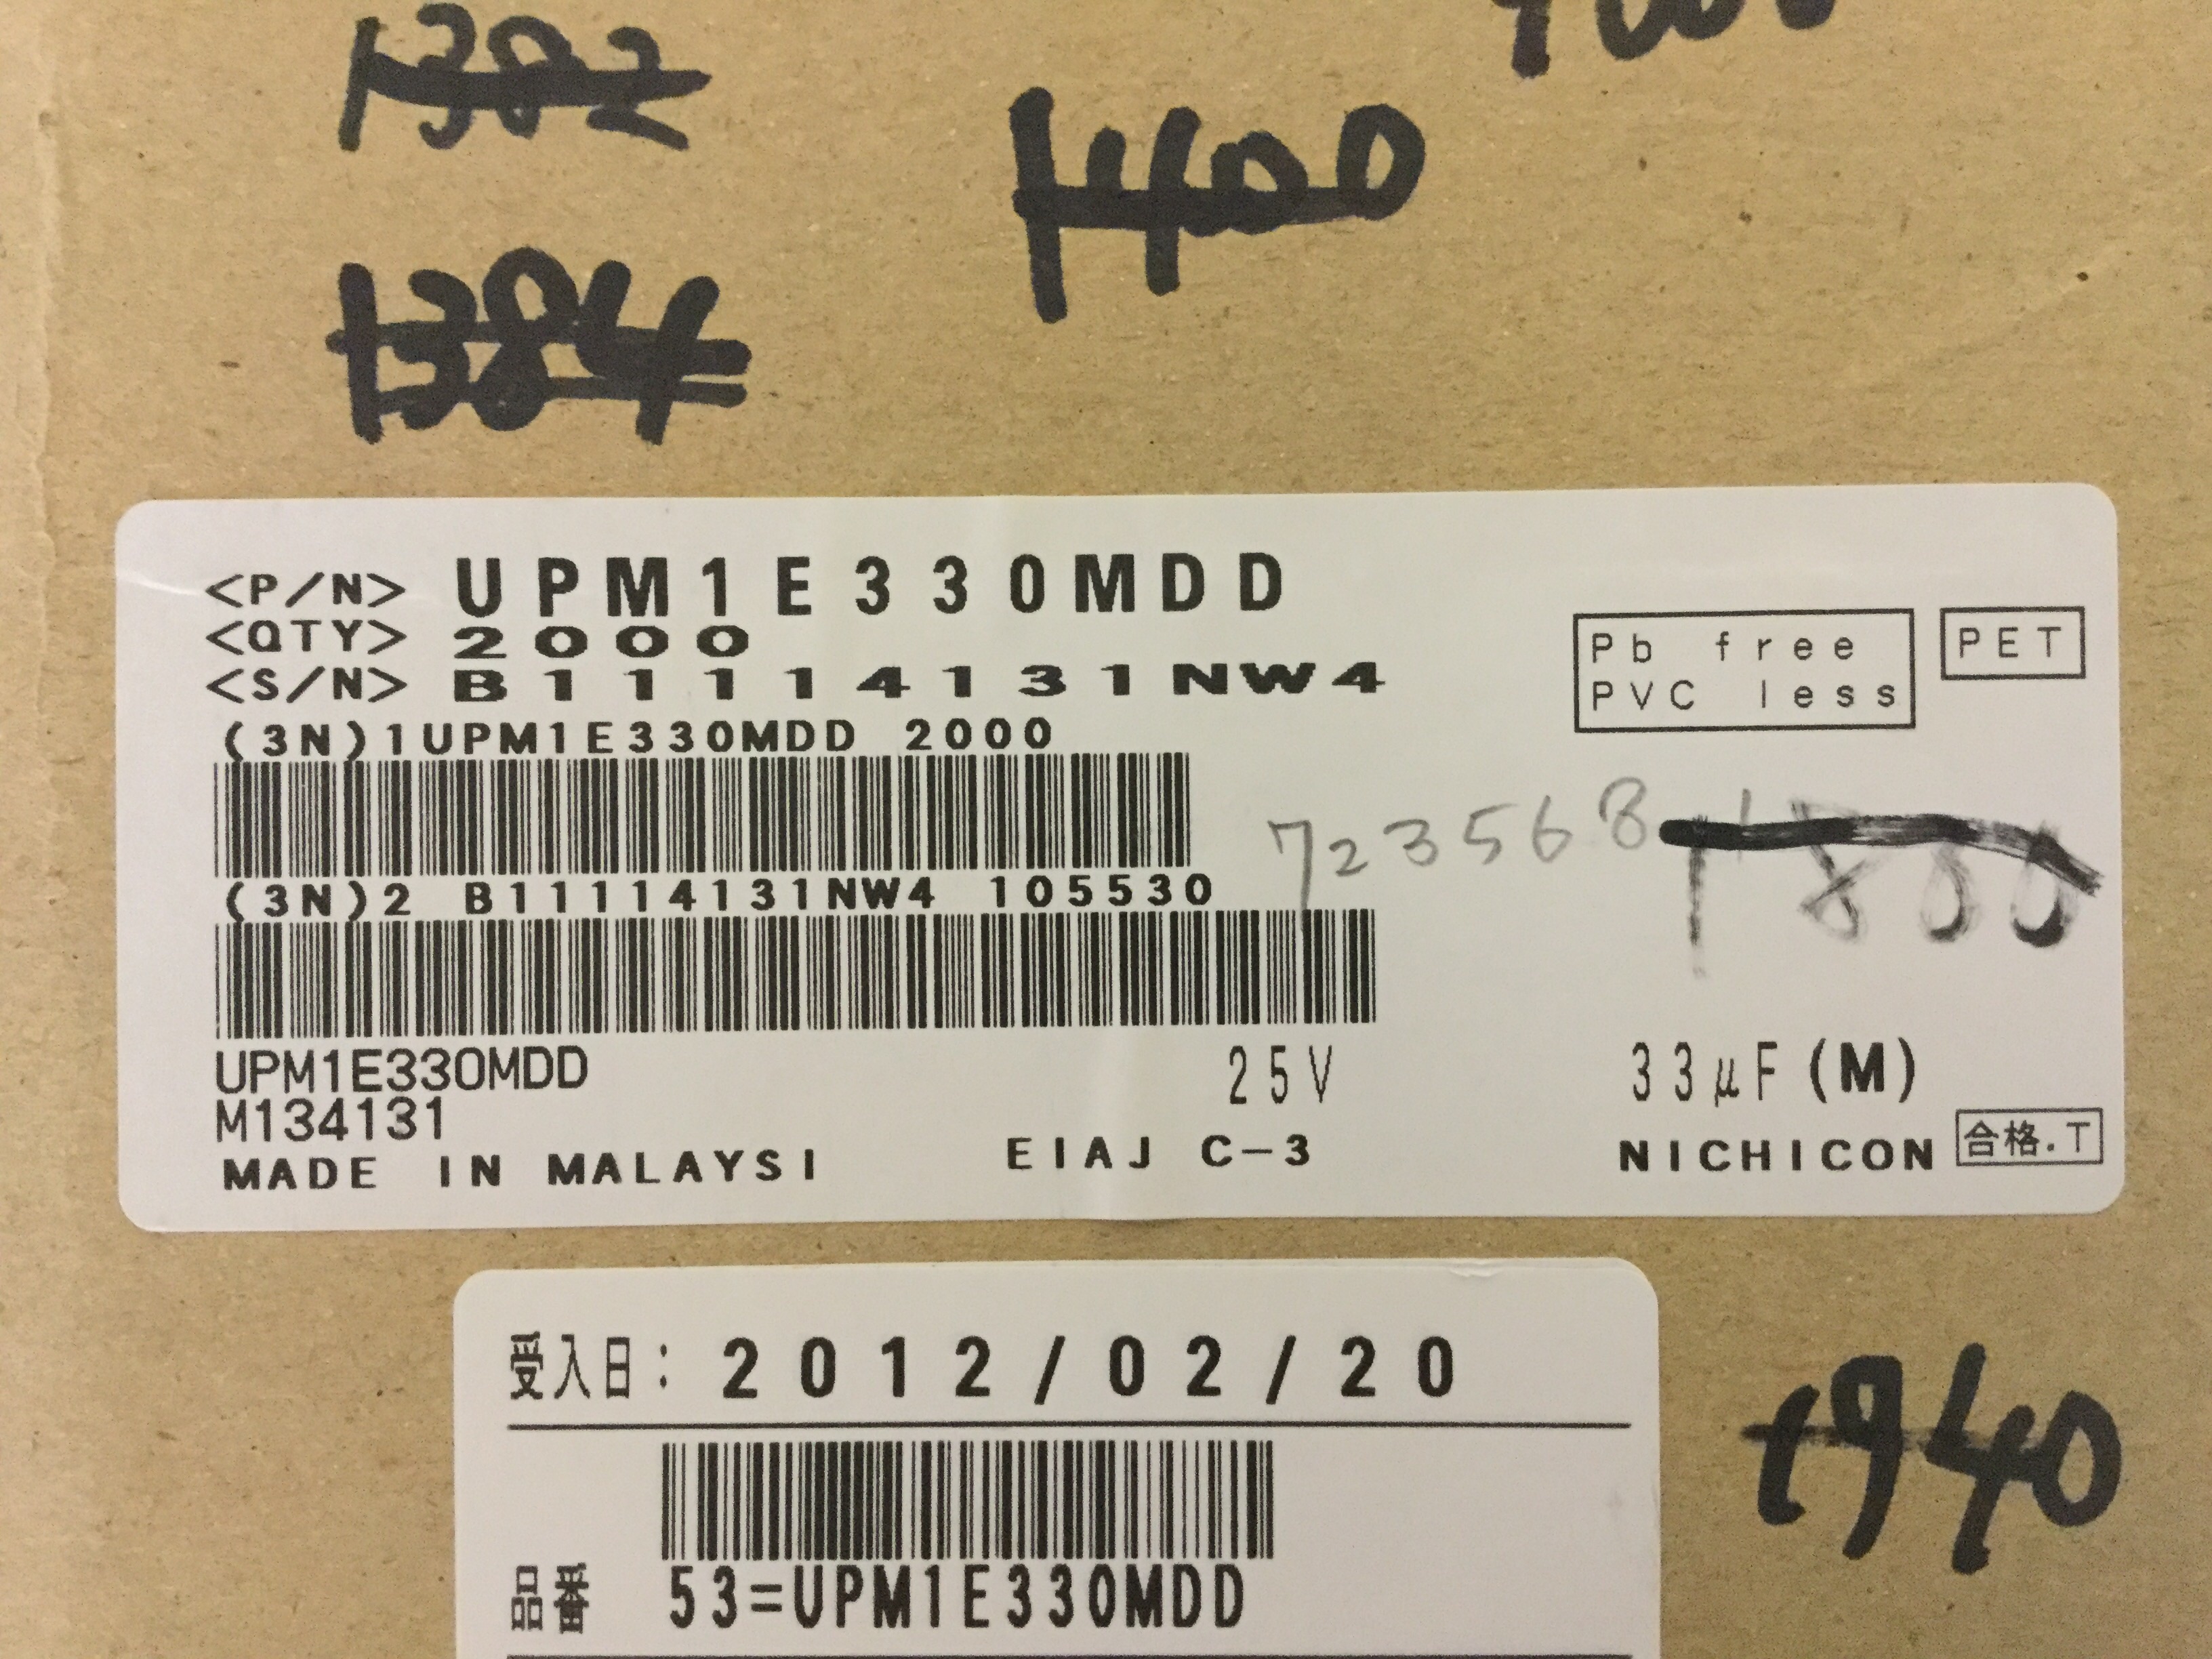 1382
1400
1384
<P/N> UPM1E330MDD
<QTY> 2000
<S/N> B11114131NW4
Pb free
PVC less
PET
(3N)1UPM1E330MDD 2000
723568
1800
(3N)2 B11114131NW4 105530
UPM1E330MDD 25V 33μF(M)
M134131
MADE IN MALAYSI EIAJ C-3 NICHICON 合格.T
受入日: 2012/02/20
1940
品番 53=UPM1E330MDD